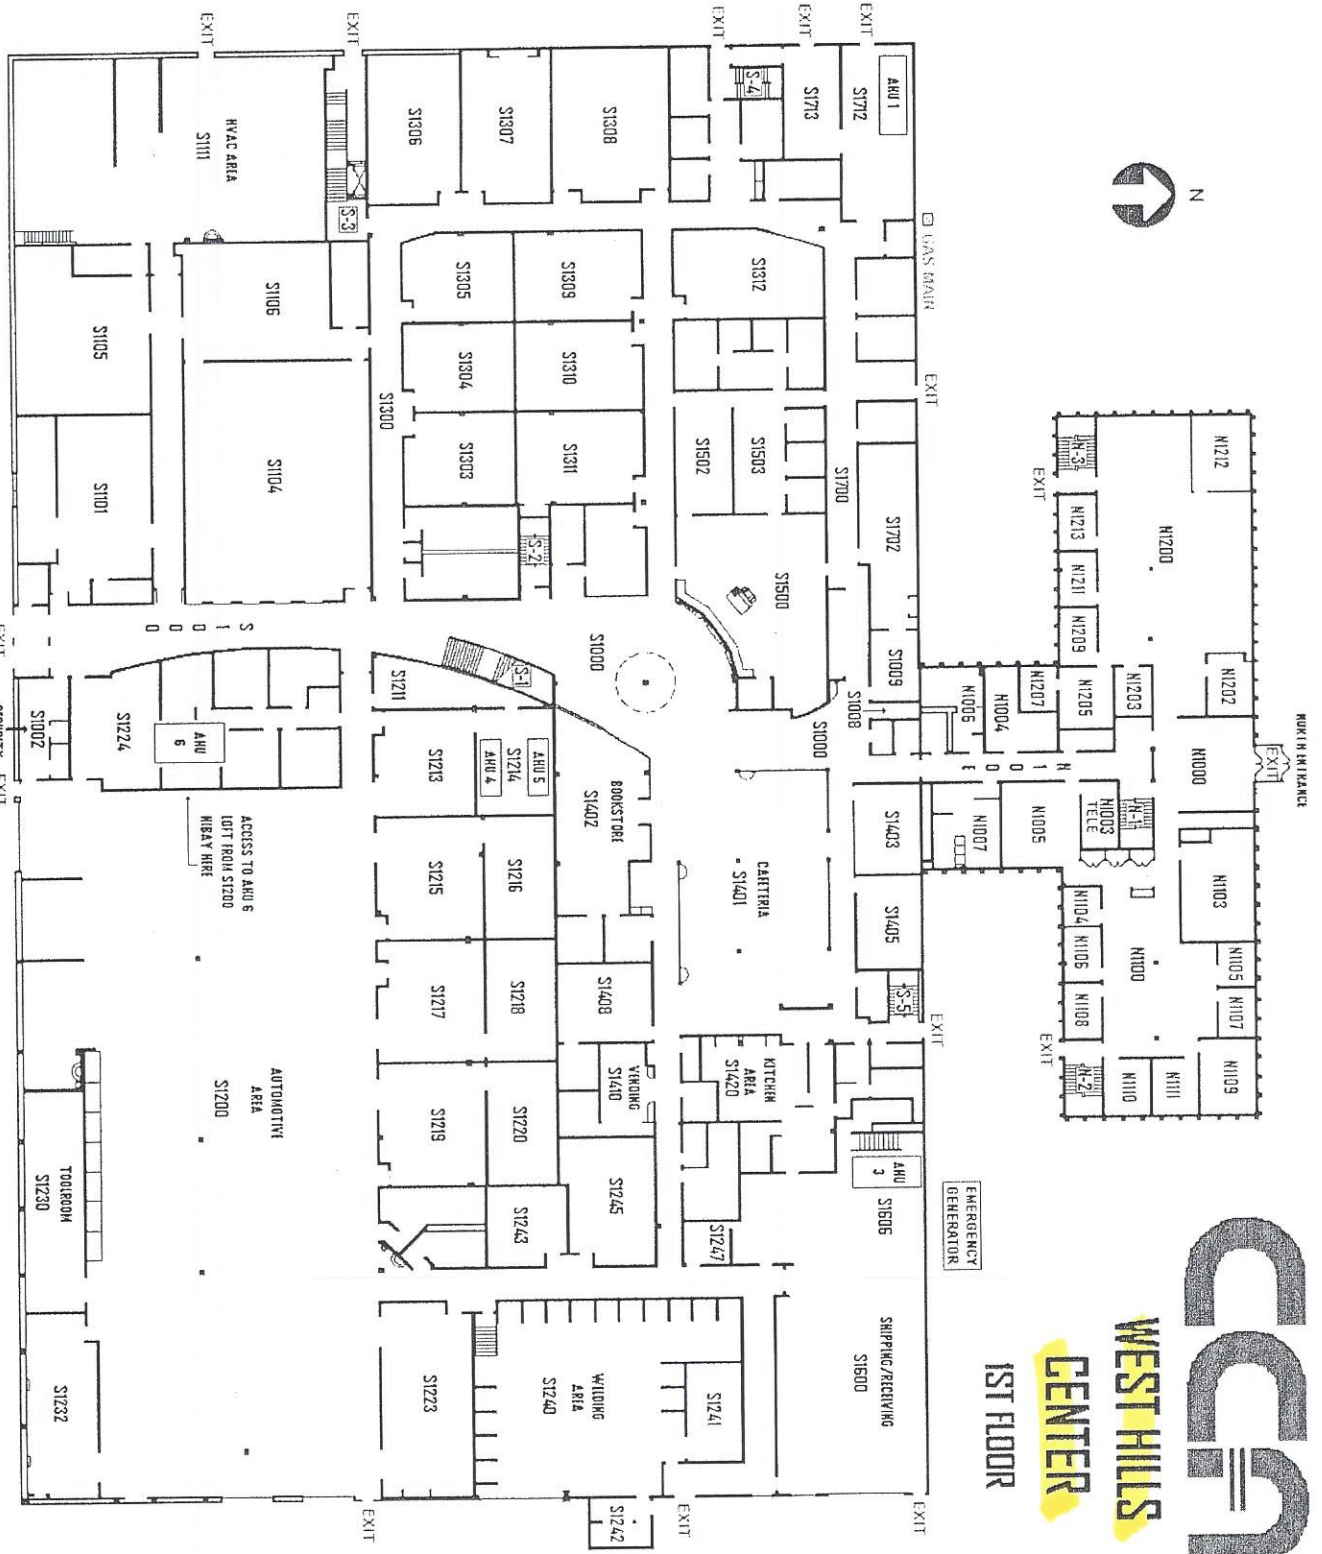 CCA
WEST HILLS
CENTER
1ST FLOOR
N
NORTH ENTRANCE
EXIT
N1212
N1202
N1000
N1103
N1105
N1107
N1109
N1200
N1203
N-1
N1003
TELE
N1100
N1111
N1110
N-3
N1213
N1211
N1209
N1205
N1207
N1104
N1106
N1108
N-2
EXIT
EXIT
N1004
N1006
N100E
N1005
N1007
EMERGENCY
GENERATOR
GAS MAIN
EXIT
EXIT
EXIT
EXIT
AHU 1
S1712
S1702
S1009
S1008
S1403
S1405
S-5
AHU
3
S1606
SHIPPING/RECEIVING
S1600
EXIT
S1713
S1700
S1000
EXIT
S-4
S1312
S1503
S1502
S1500
CAFETERIA
S1401
KITCHEN
AREA
S1420
S1247
S1241
EXIT
S1308
S1309
S1310
S1311
S1000
BOOKSTORE
S1402
S1408
VENDING
S1410
S1245
WELDING
AREA
S1240
S1242
EXIT
S1307
S-2
S-1
AHU 5
S1214
AHU 4
S1216
S1218
S1220
S1243
S1306
S1305
S1304
S1303
S1211
S1213
S1215
S1217
S1219
S1223
EXIT
EXIT
S-3
S1300
HVAC AREA
S1111
EXIT
S1106
S1104
S1000
AHU
6
ACCESS TO AHU 6
LOFT FROM S1200
HIBAY HERE
AUTOMOTIVE
AREA
S1200
S1105
S1101
S1224
S1002
TOOLROOM
S1230
S1232
EXIT
SECURITY
EXIT